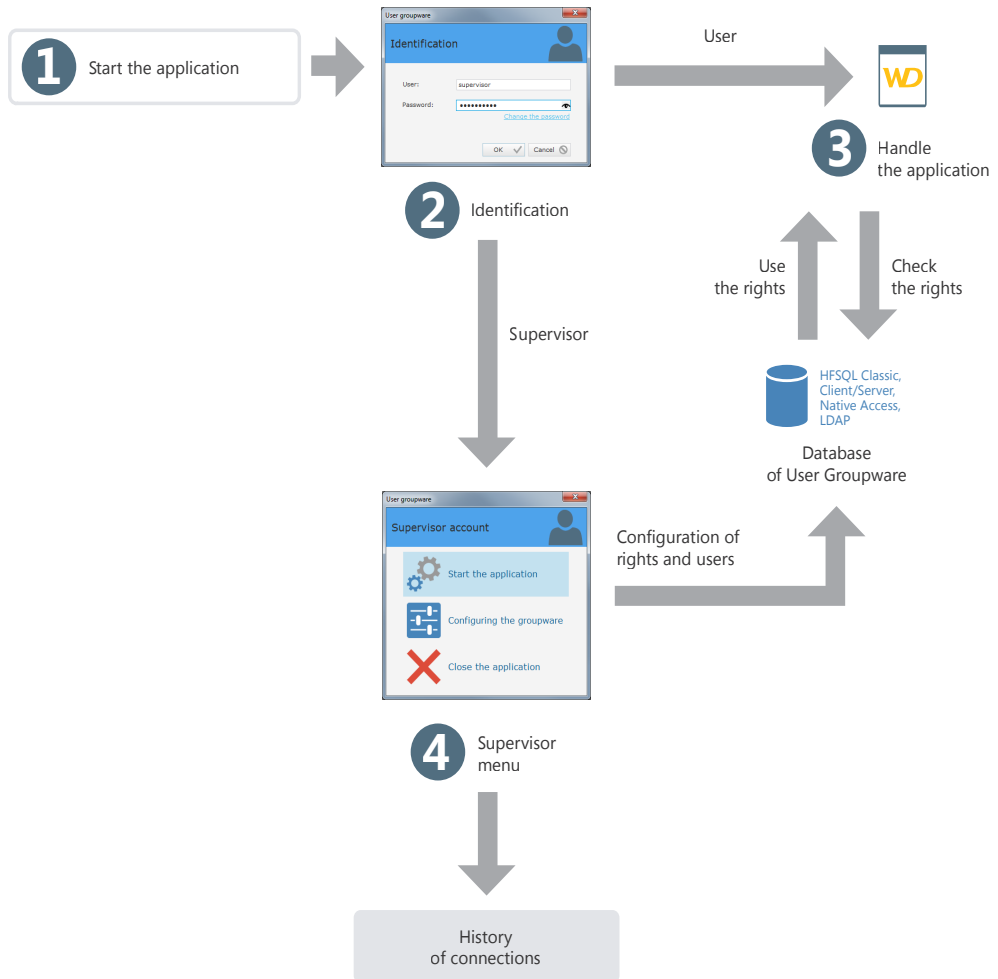 1
Start the application
User groupware
Identification
User:
supervisor
Password:
••••••••••
Change the password
OK
Cancel
2
Identification
User
WD
3
Handle
the application
Use
the rights
Check
the rights
HFSQL Classic,
Client/Server,
Native Access,
LDAP
Database
of User Groupware
Supervisor
User groupware
Supervisor account
Start the application
Configuring the groupware
Close the application
Configuration of
rights and users
4
Supervisor
menu
History
of connections